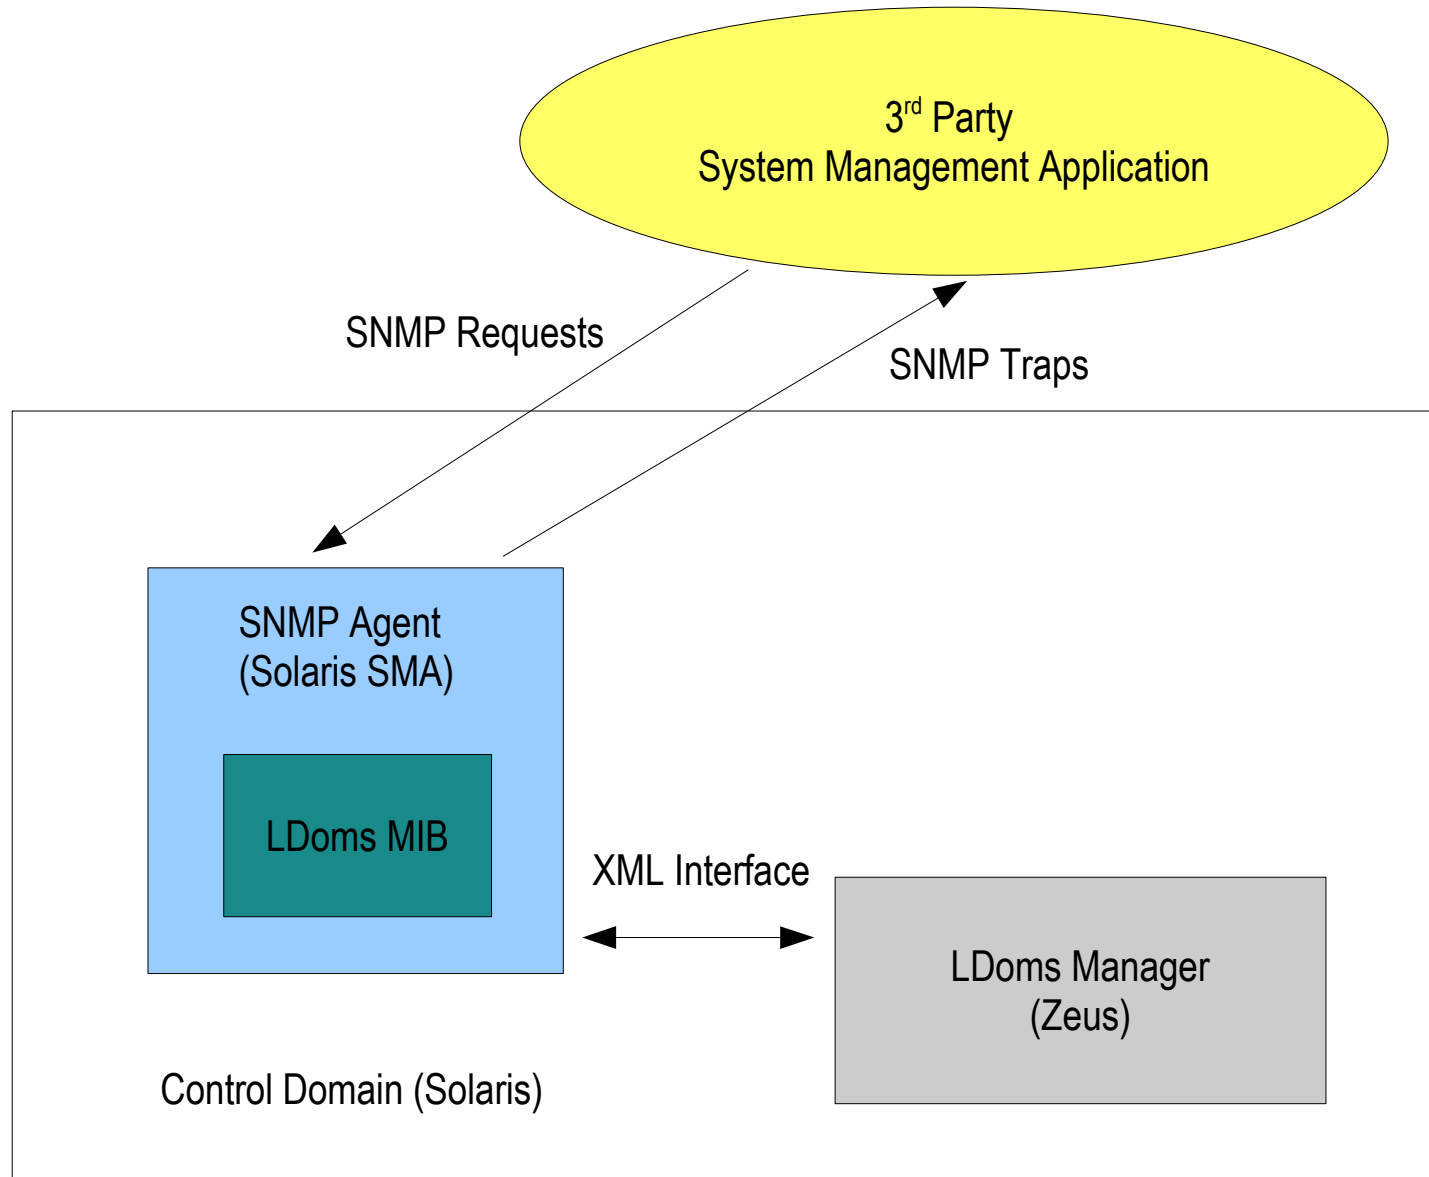 3rd Party
System Management Application
SNMP Requests
SNMP Traps
SNMP Agent
(Solaris SMA)
LDoms MIB
XML Interface
LDoms Manager
(Zeus)
Control Domain (Solaris)